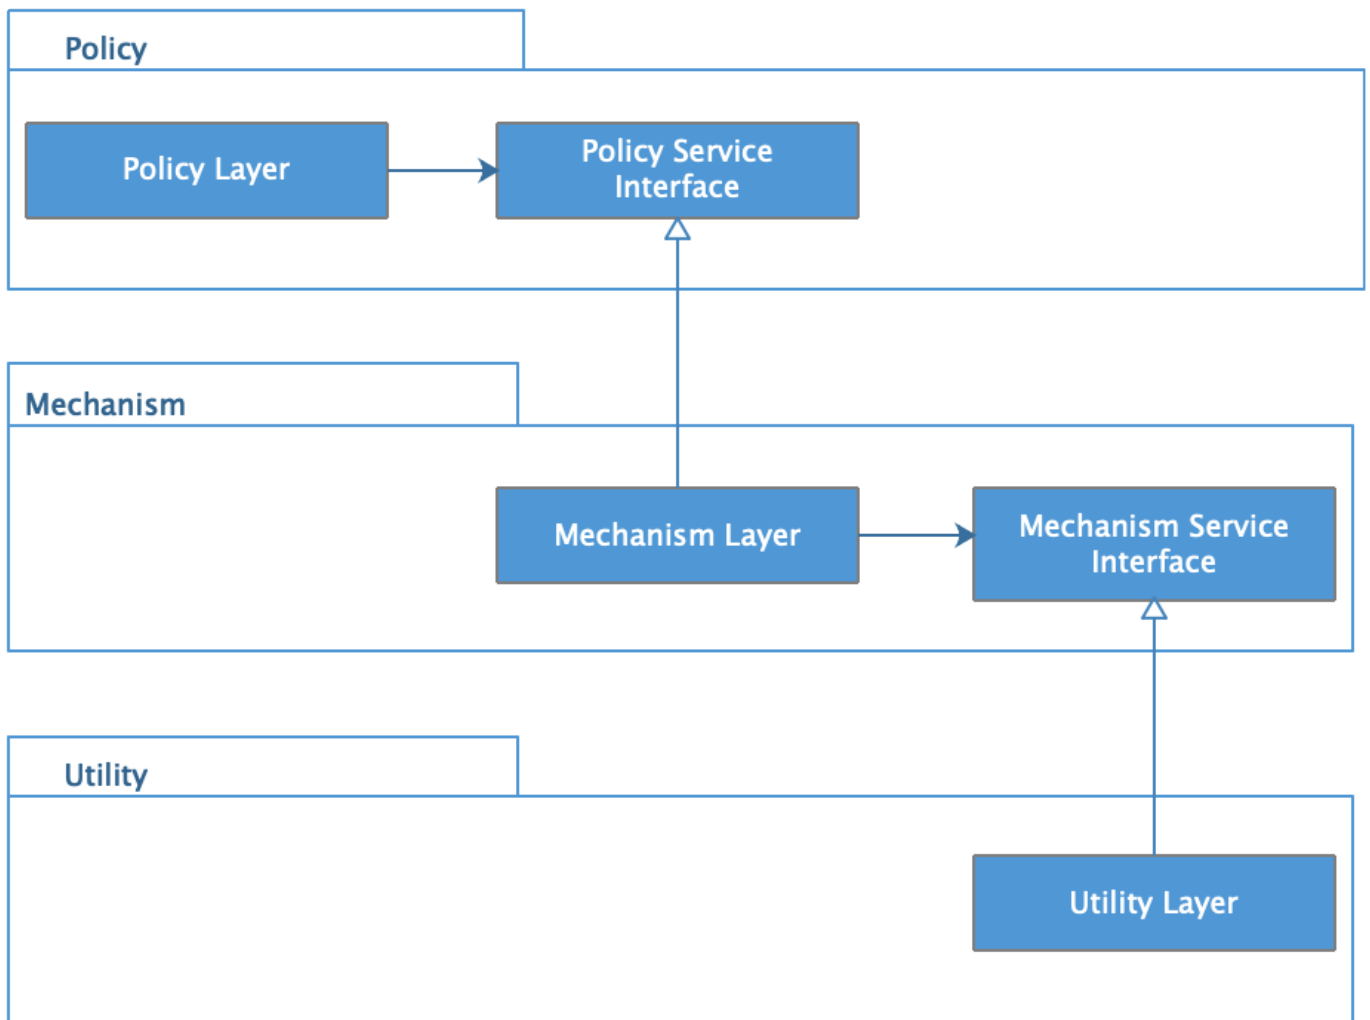 Policy
Policy Layer
Policy Service
Interface
Mechanism
Mechanism Layer
Mechanism Service
Interface
Utility
Utility Layer